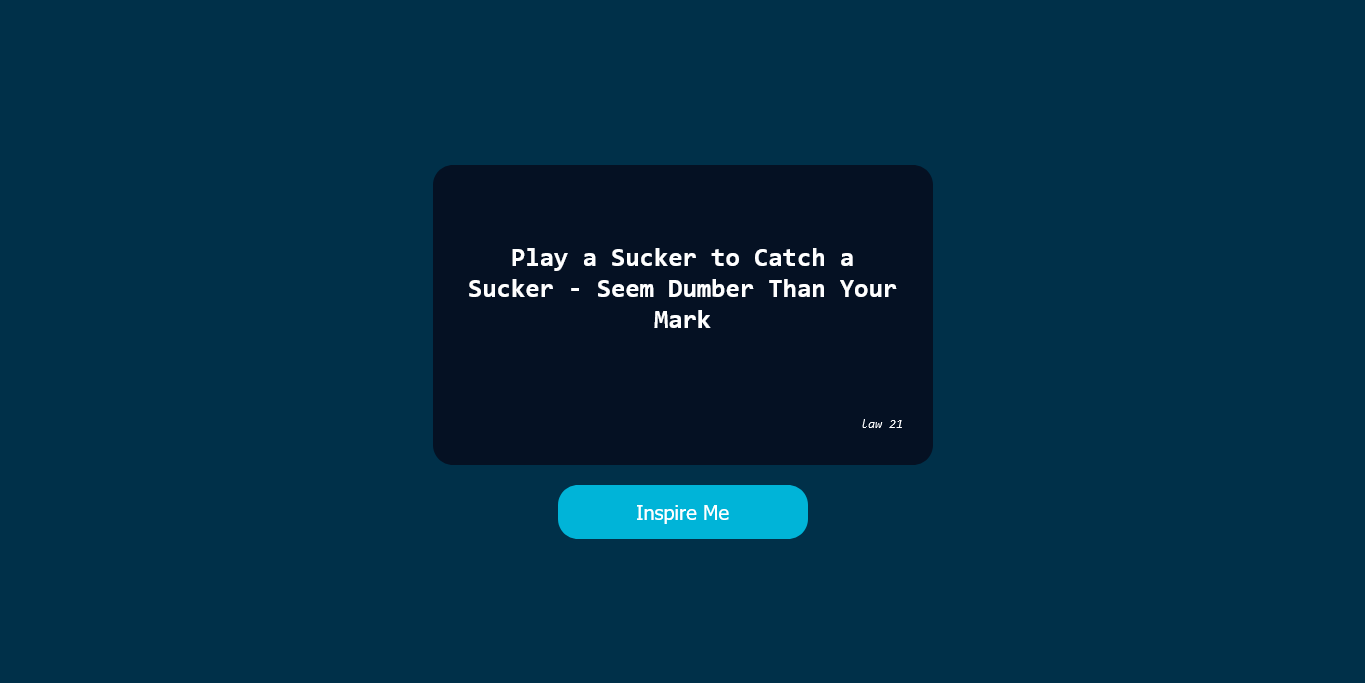 Play a Sucker to Catch a
Sucker - Seem Dumber Than Your
Mark
law 21
Inspire Me